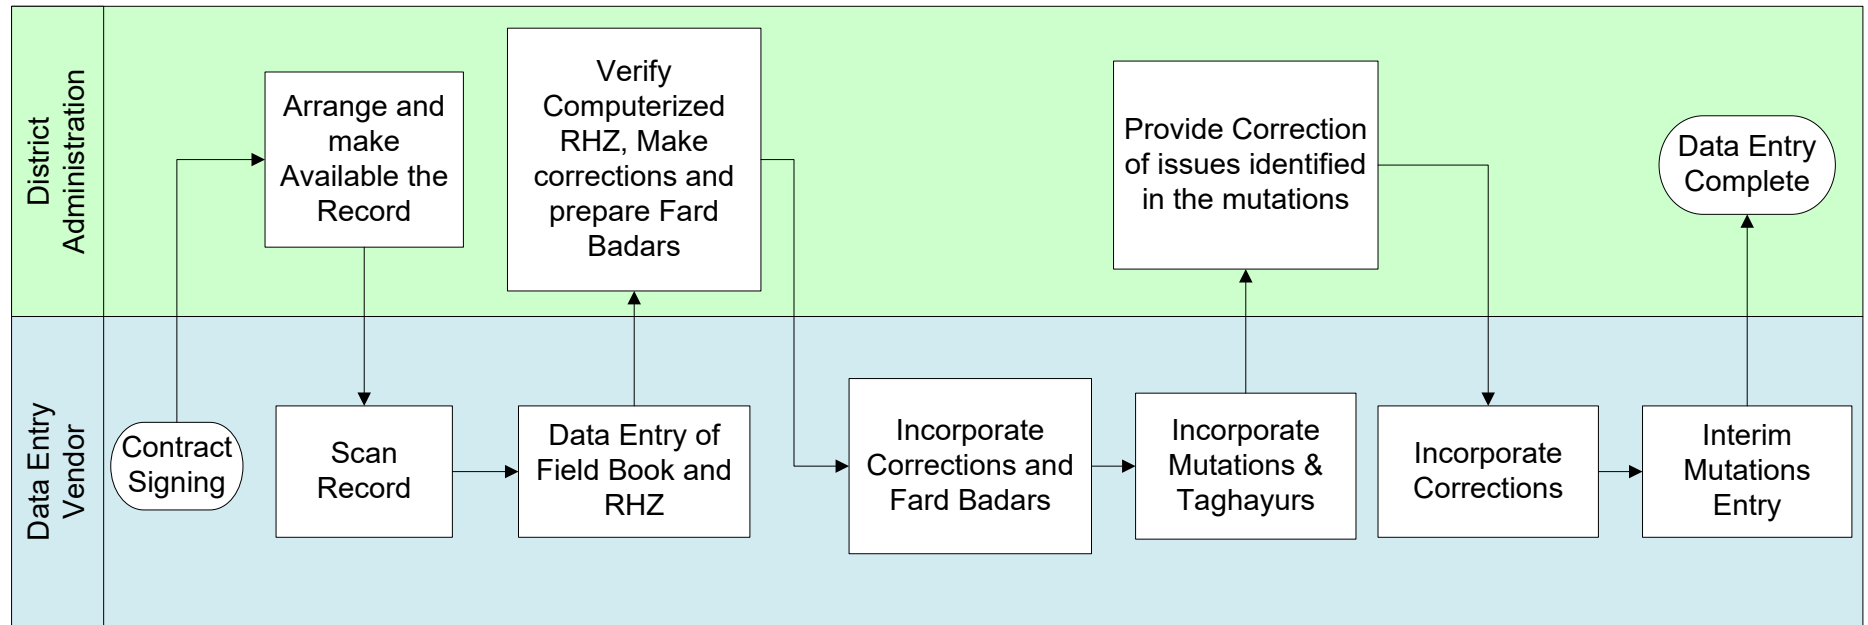 District
Administration
Arrange and
make
Available the
Record
Verify
Computerized
RHZ, Make
corrections and
prepare Fard
Badars
Provide Correction
of issues identified
in the mutations
Data Entry
Complete
Data Entry
Vendor
Contract
Signing
Scan
Record
Data Entry of
Field Book and
RHZ
Incorporate
Corrections and
Fard Badars
Incorporate
Mutations &
Taghayurs
Incorporate
Corrections
Interim
Mutations
Entry